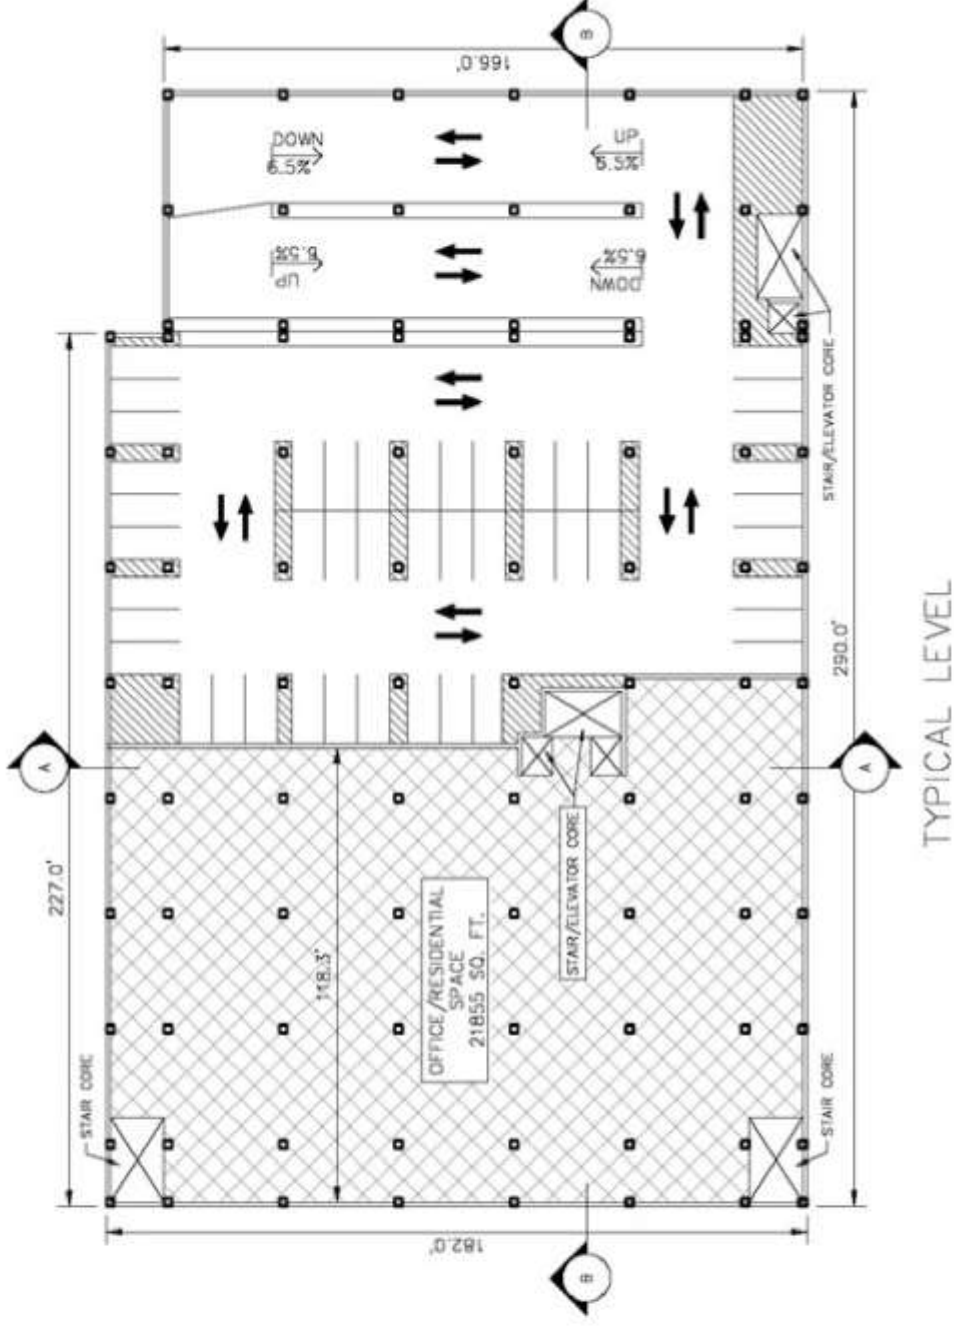 B
166.0'
DOWN
6.5%
UP
6.5%
UP
6.5%
DOWN
6.5%
STAIR/ELEVATOR CORE
227.0'
290.0'
A
A
118.3'
OFFICE/RESIDENTIAL
SPACE
21855 SQ. FT.
STAIR/ELEVATOR CORE
STAIR CORE
STAIR CORE
182.0'
B
TYPICAL LEVEL